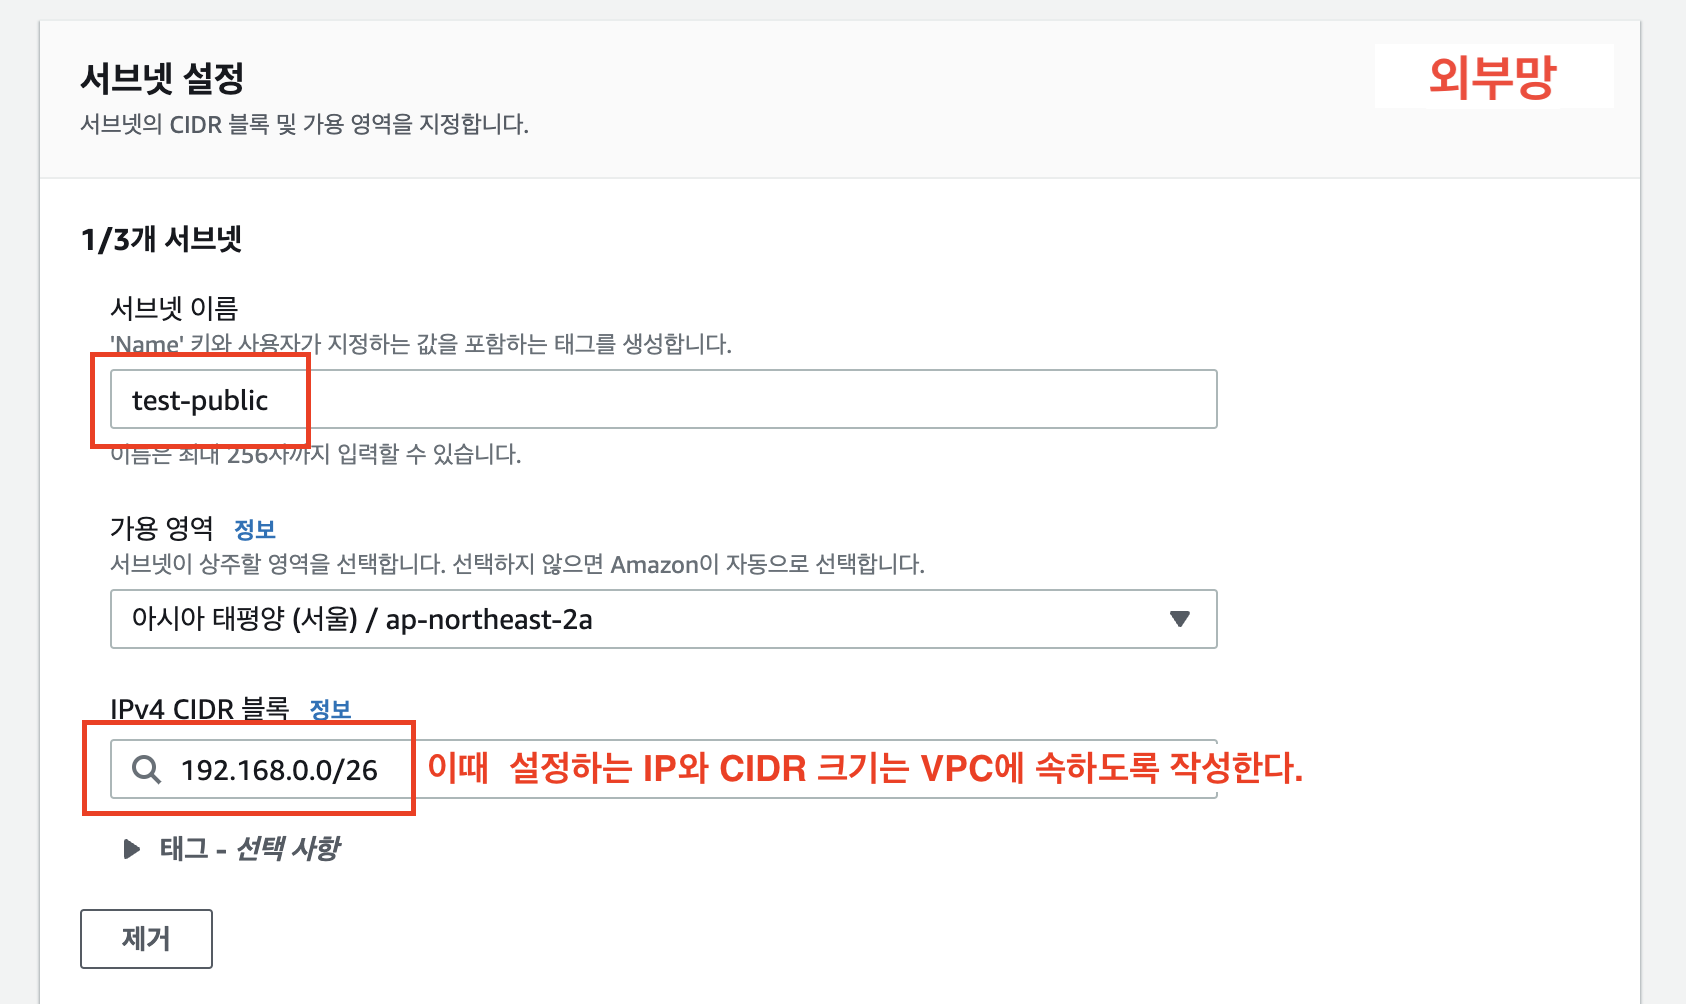 서브넷 설정
외부망
서브넷의 CIDR 블록 및 가용 영역을 지정합니다.
1/3개 서브넷
서브넷 이름
'Name' 키와 사용자가 지정하는 값을 포함하는 태그를 생성합니다.
test-public
이름은 최대 256자까지 입력할 수 있습니다.
가용 영역 정보
서브넷이 상주할 영역을 선택합니다. 선택하지 않으면 Amazon이 자동으로 선택합니다.
아시아 태평양 (서울) / ap-northeast-2a
IPv4 CIDR 블록 정보
192.168.0.0/26 이때 설정하는 IP와 CIDR 크기는 VPC에 속하도록 작성한다.
태그 - 선택 사항
제거